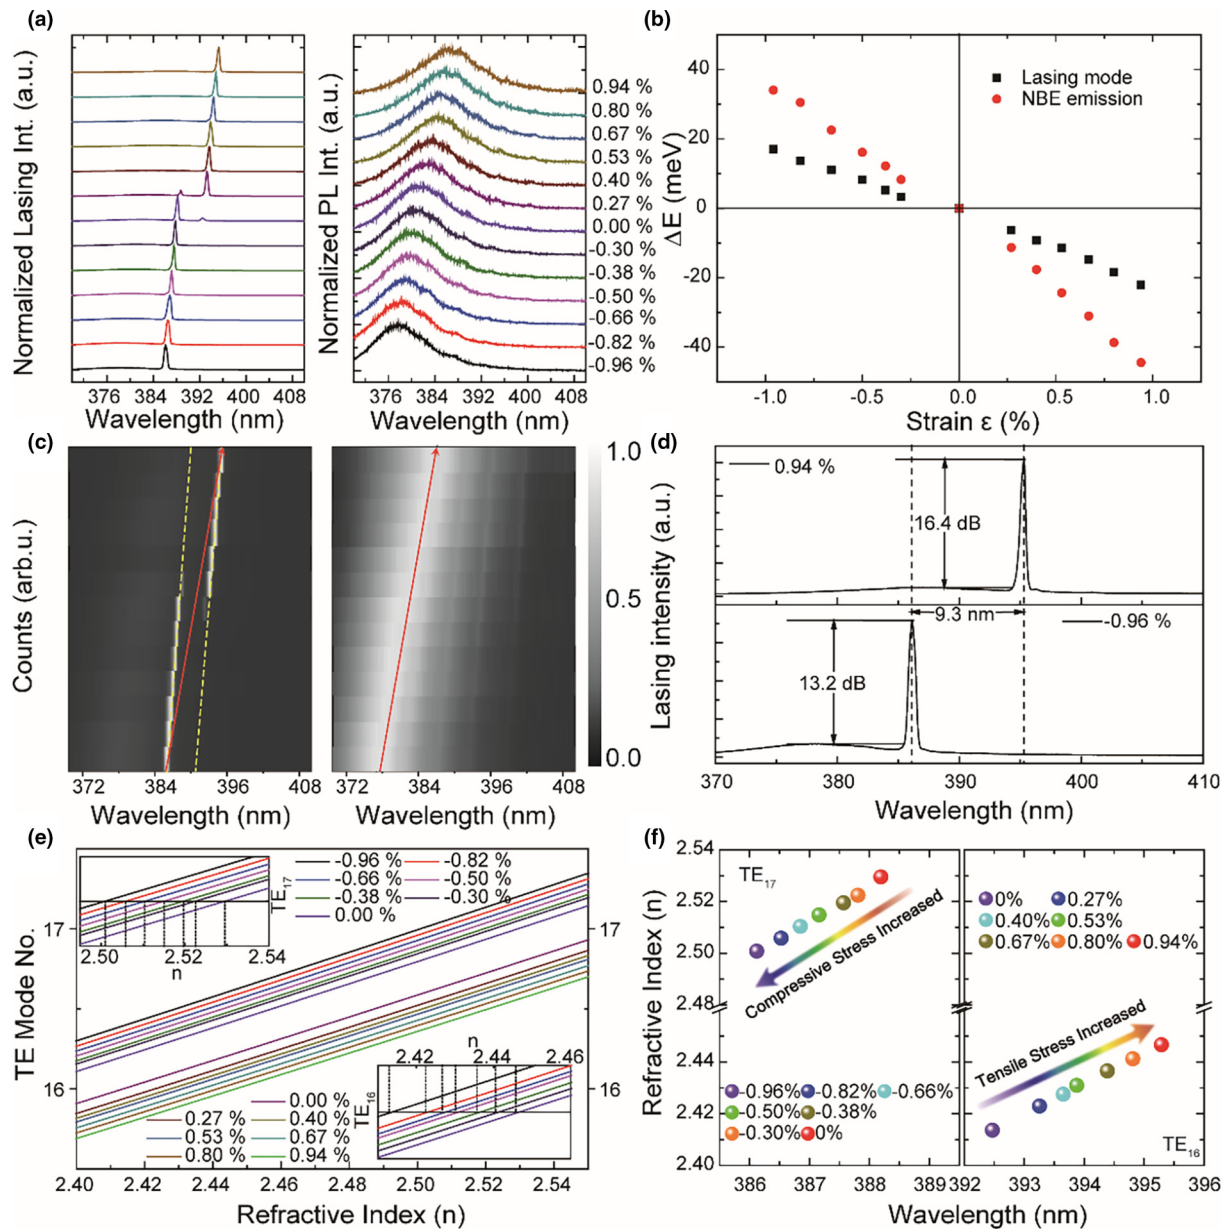 (a)
Normalized Lasing Int. (a.u.)
376 384 392 400 408
Wavelength (nm)
Normalized PL Int. (a.u.)
0.94 %
0.80 %
0.67 %
0.53 %
0.40 %
0.27 %
0.00 %
-0.30 %
-0.38 %
-0.50 %
-0.66 %
-0.82 %
-0.96 %
376 384 392 400 408
Wavelength (nm)
(b)
ΔE (meV)
40
20
0
-20
-40
Lasing mode
NBE emission
-1.0 -0.5 0.0 0.5 1.0
Strain ε (%)
(c)
Counts (arb.u.)
372 384 396 408
Wavelength (nm)
372 384 396 408
Wavelength (nm)
1.0
0.5
0.0
(d)
Lasing intensity (a.u.)
0.94 %
16.4 dB
9.3 nm
-0.96 %
13.2 dB
370 380 390 400 410
Wavelength (nm)
(e)
TE Mode No.
17
16
TE17
2.50 2.52 2.54
n
-0.96 % -0.82 %
-0.66 % -0.50 %
-0.38 % -0.30 %
0.00 %
n
2.42 2.44 2.46
TE16
0.00 %
0.27 % 0.40 %
0.53 % 0.67 %
0.80 % 0.94 %
2.40 2.42 2.44 2.46 2.48 2.50 2.52 2.54
Refractive Index (n)
(f)
Refractive Index (n)
2.54
2.52
2.50
2.48
2.44
2.42
2.40
TE17
Compressive Stress Increased
-0.96% -0.82% -0.66%
-0.50% -0.38%
-0.30% 0%
0% 0.27%
0.40% 0.53%
0.67% 0.80% 0.94%
Tensile Stress Increased
TE16
386 387 388 389 392 393 394 395 396
Wavelength (nm)